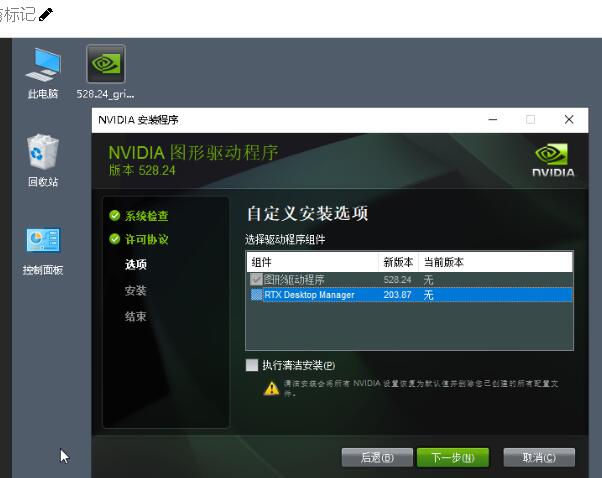 标记
此电脑
528.24_gri...
回收站
控制面板
NVIDIA 安装程序
NVIDIA 图形驱动程序
版本 528.24
NVIDIA.
系统检查
许可协议
选项
安装
结束
自定义安装选项
选择驱动程序组件
组件 新版本 当前版本
图形驱动程序 528.24 无
RTX Desktop Manager 203.87 无
执行清洁安装(P)
清洁安装会将所有 NVIDIA 设置恢复为默认值并删除您已创建的所有配置文
件。
后退(B) 下一步(N) 取消(C)